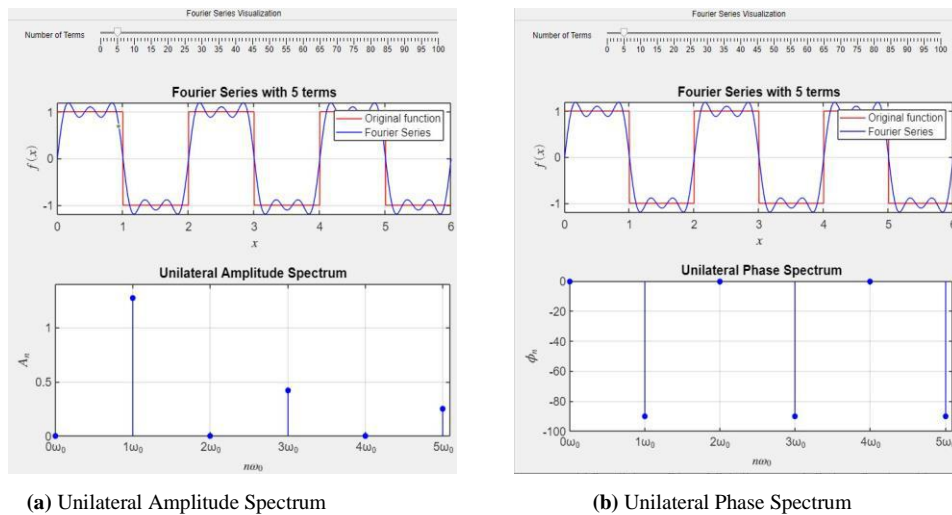 Fourier Series Visualization
Number of Terms
0 5 10 15 20 25 30 35 40 45 50 55 60 65 70 75 80 85 90 95 100
Fourier Series with 5 terms
Original function
Fourier Series
f(x)
1
0
-1
0 1 2 3 4 5 6
x
Unilateral Amplitude Spectrum
Aₙ
1
0.5
0
0ω₀ 1ω₀ 2ω₀ 3ω₀ 4ω₀ 5ω₀
nω₀
(a) Unilateral Amplitude Spectrum
Fourier Series Visualization
Number of Terms
0 5 10 15 20 25 30 35 40 45 50 55 60 65 70 75 80 85 90 95 100
Fourier Series with 5 terms
Original function
Fourier Series
f(x)
1
0
-1
0 1 2 3 4 5 6
x
Unilateral Phase Spectrum
ϕₙ
0
-20
-40
-60
-80
-100
0ω₀ 1ω₀ 2ω₀ 3ω₀ 4ω₀ 5ω₀
nω₀
(b) Unilateral Phase Spectrum